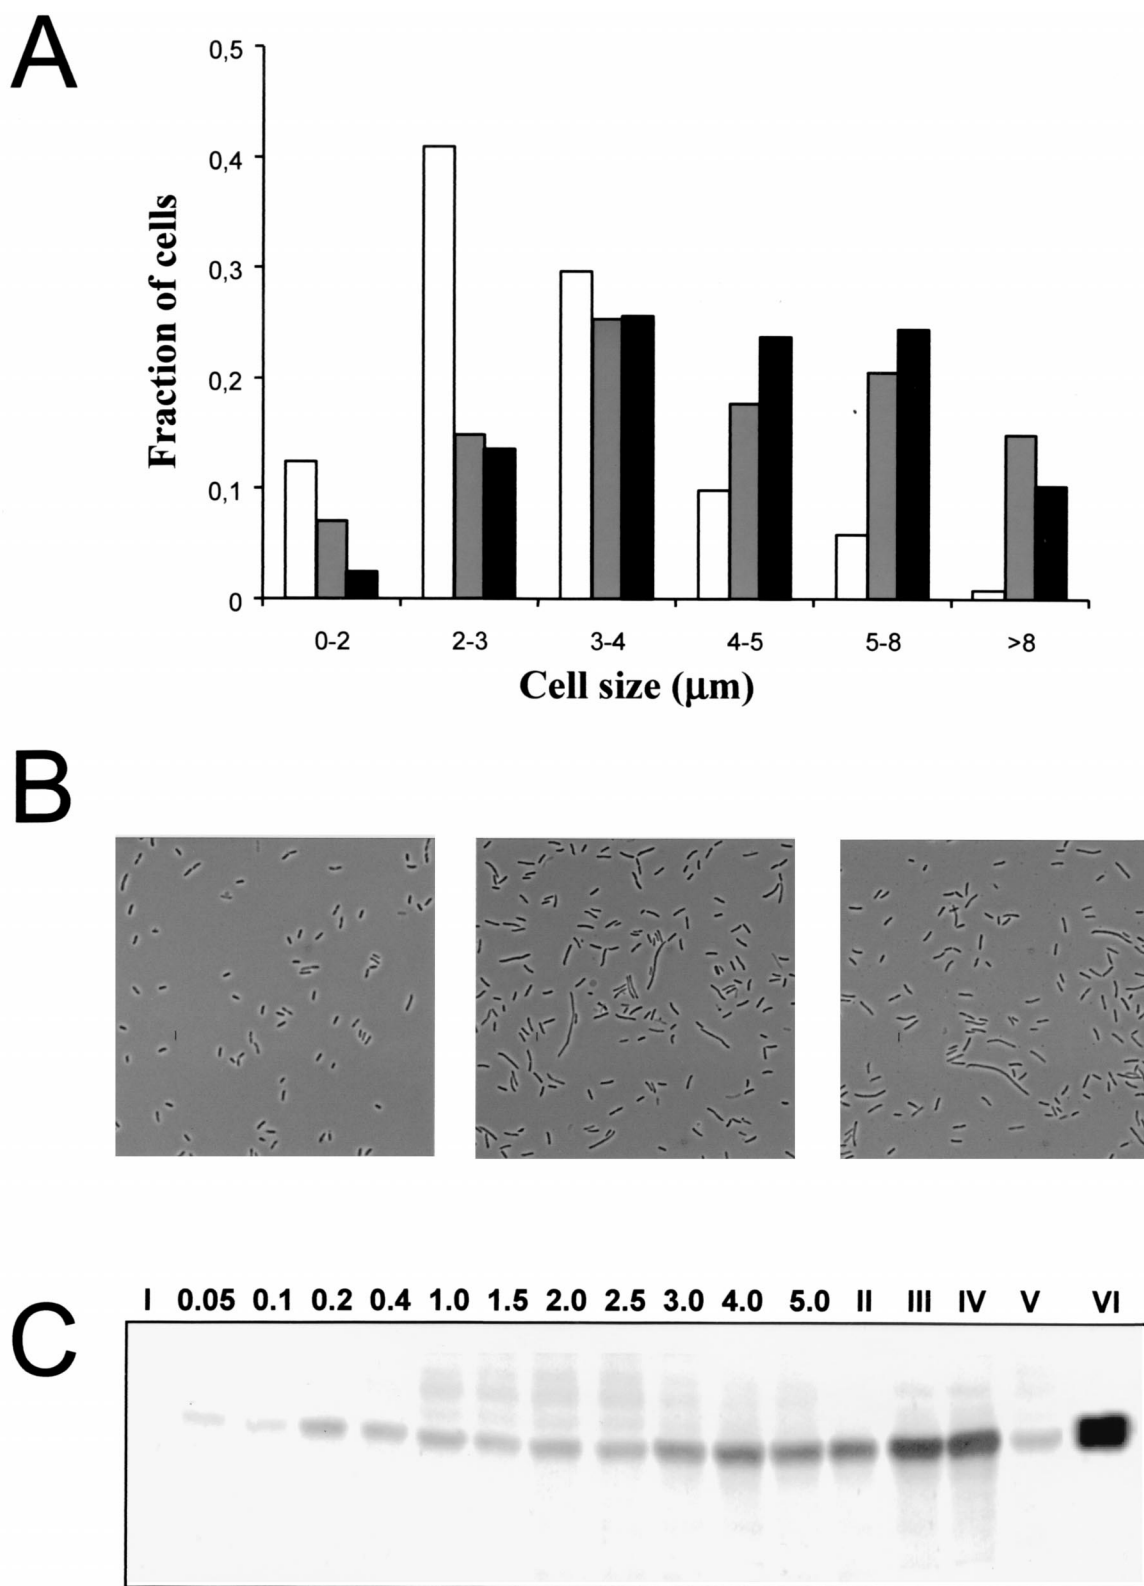 A
0,5
0,4
0,3
0,2
0,1
0
Fraction of cells
0-2 2-3 3-4 4-5 5-8 >8
Cell size (μm)
B
C
I 0.05 0.1 0.2 0.4 1.0 1.5 2.0 2.5 3.0 4.0 5.0 II III IV V VI